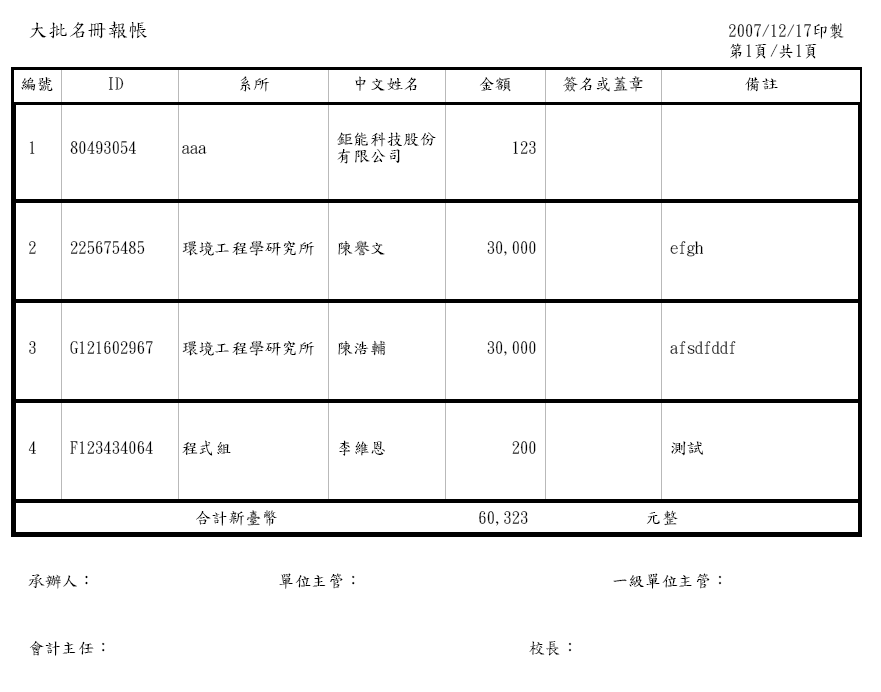 大批名冊報帳
2007/12/17印製
第1頁/共1頁
編號 ID 系所 中文姓名 金額 簽名或蓋章 備註
1 80493054 aaa 鉅能科技股份有限公司 123
2 225675485 環境工程學研究所 陳譽文 30,000 efgh
3 G121602967 環境工程學研究所 陳浩輔 30,000 afsdfddf
4 F123434064 程式組 李維恩 200 測試
合計新臺幣 60,323 元整
承辦人： 單位主管： 一級單位主管：
會計主任： 校長：